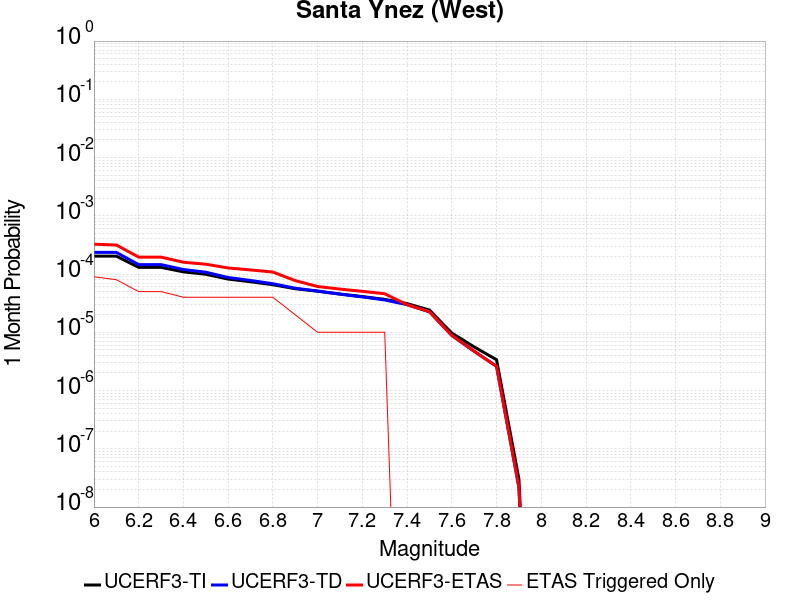 Santa Ynez (West)
10^0
10^-1
10^-2
10^-3
10^-4
10^-5
10^-6
10^-7
10^-8
1 Month Probability
6 6.2 6.4 6.6 6.8 7 7.2 7.4 7.6 7.8 8 8.2 8.4 8.6 8.8 9
Magnitude
UCERF3-TI UCERF3-TD UCERF3-ETAS ETAS Triggered Only